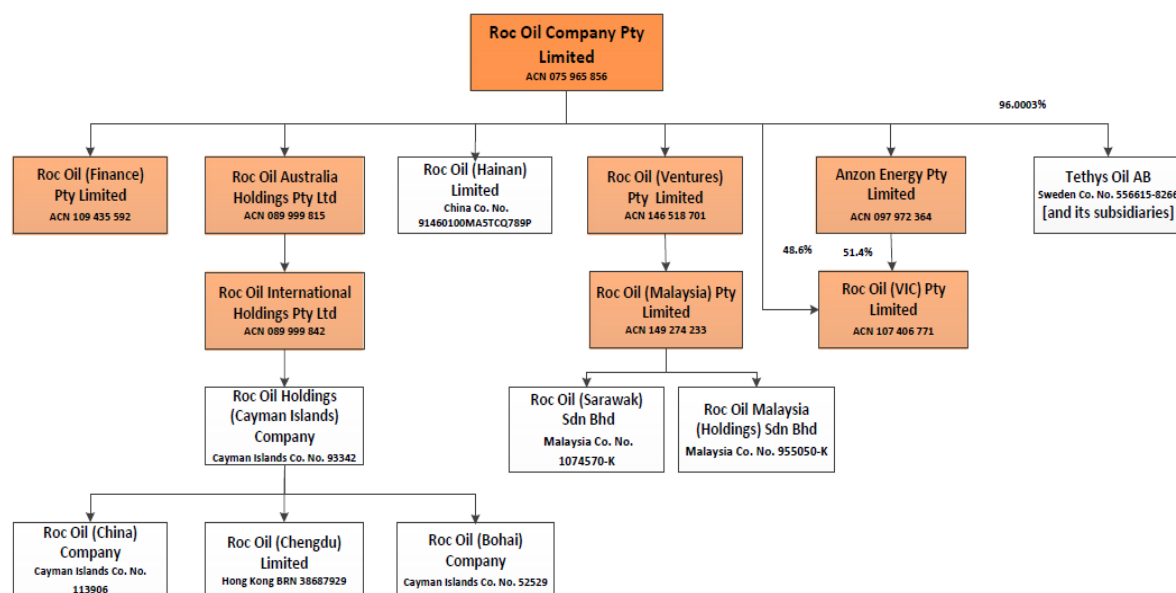 Roc Oil Company Pty
Limited
ACN 075 965 856
96.0003%
Roc Oil (Finance)
Pty Limited
ACN 109 435 592
Roc Oil Australia
Holdings Pty Ltd
ACN 089 999 815
Roc Oil (Hainan)
Limited
China Co. No.
91460100MA5TCQ789P
Roc Oil (Ventures)
Pty Limited
ACN 146 518 701
Anzon Energy Pty
Limited
ACN 097 972 364
Tethys Oil AB
Sweden Co. No. 556615-8266
[and its subsidiaries]
48.6%
51.4%
Roc Oil International
Holdings Pty Ltd
ACN 089 999 842
Roc Oil (Malaysia) Pty
Limited
ACN 149 274 233
Roc Oil (VIC) Pty
Limited
ACN 107 406 771
Roc Oil Holdings
(Cayman Islands)
Company
Cayman Islands Co. No. 93342
Roc Oil (Sarawak)
Sdn Bhd
Malaysia Co. No.
1074570-K
Roc Oil Malaysia
(Holdings) Sdn Bhd
Malaysia Co. No. 955050-K
Roc Oil (China)
Company
Cayman Islands Co. No.
113906
Roc Oil (Chengdu)
Limited
Hong Kong BRN 38687929
Roc Oil (Bohai)
Company
Cayman Islands Co. No. 52529